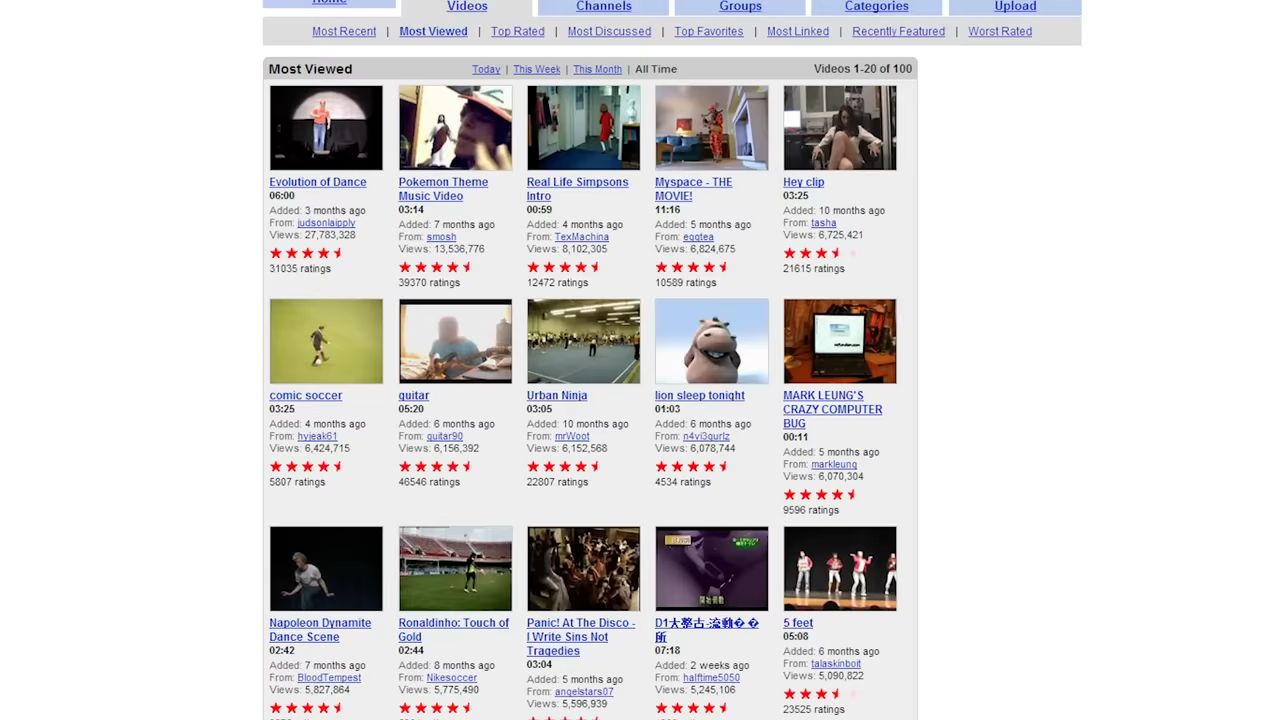 Home Videos Channels Groups Categories Upload
Most Recent | Most Viewed | Top Rated | Most Discussed | Top Favorites | Most Linked | Recently Featured | Worst Rated
Most Viewed Today | This Week | This Month | All Time Videos 1-20 of 100
Evolution of Dance
06:00
Added: 3 months ago
From: judsonlaipply
Views: 27,783,328
31035 ratings
Pokemon Theme
Music Video
03:14
Added: 7 months ago
From: smosh
Views: 13,536,776
39370 ratings
Real Life Simpsons
Intro
00:59
Added: 4 months ago
From: TexMachina
Views: 8,102,305
12472 ratings
Myspace - THE
MOVIE!
11:16
Added: 5 months ago
From: eggtea
Views: 6,824,675
10589 ratings
Hey clip
03:25
Added: 10 months ago
From: tasha
Views: 6,725,421
21615 ratings
comic soccer
03:25
Added: 4 months ago
From: hyjeak61
Views: 6,424,715
5807 ratings
guitar
05:20
Added: 6 months ago
From: guitar90
Views: 6,156,392
46546 ratings
Urban Ninja
03:05
Added: 10 months ago
From: mrWoot
Views: 6,152,568
22807 ratings
lion sleep tonight
01:03
Added: 6 months ago
From: n4vi3gurlz
Views: 6,078,744
4534 ratings
MARK LEUNG'S
CRAZY COMPUTER
BUG
00:11
Added: 5 months ago
From: markleung
Views: 6,070,304
9596 ratings
Napoleon Dynamite
Dance Scene
02:42
Added: 7 months ago
From: BloodTempest
Views: 5,827,864
Ronaldinho: Touch of
Gold
02:44
Added: 8 months ago
From: Nikesoccer
Views: 5,775,490
Panic! At The Disco -
I Write Sins Not
Tragedies
03:04
Added: 5 months ago
From: angelstars07
Views: 5,596,939
D1大整古-流動� �
所
07:18
Added: 2 weeks ago
From: halftime5050
Views: 5,245,106
5 feet
05:08
Added: 6 months ago
From: talaskinboit
Views: 5,090,822
23525 ratings